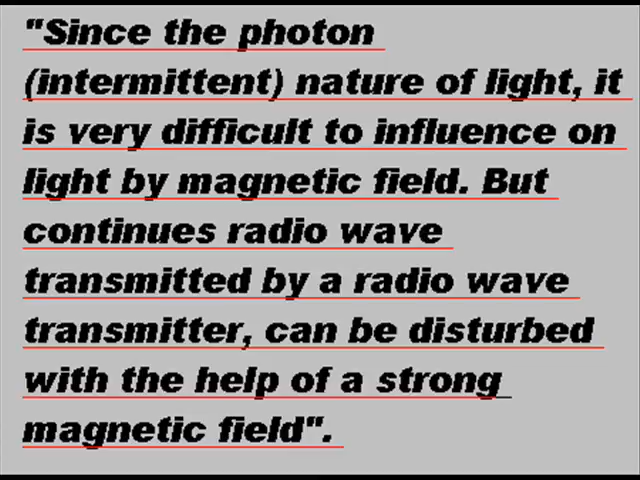 "Since the photon
(intermittent) nature of light, it
is very difficult to influence on
light by magnetic field. But
continues radio wave
transmitted by a radio wave
transmitter, can be disturbed
with the help of a strong
magnetic field".